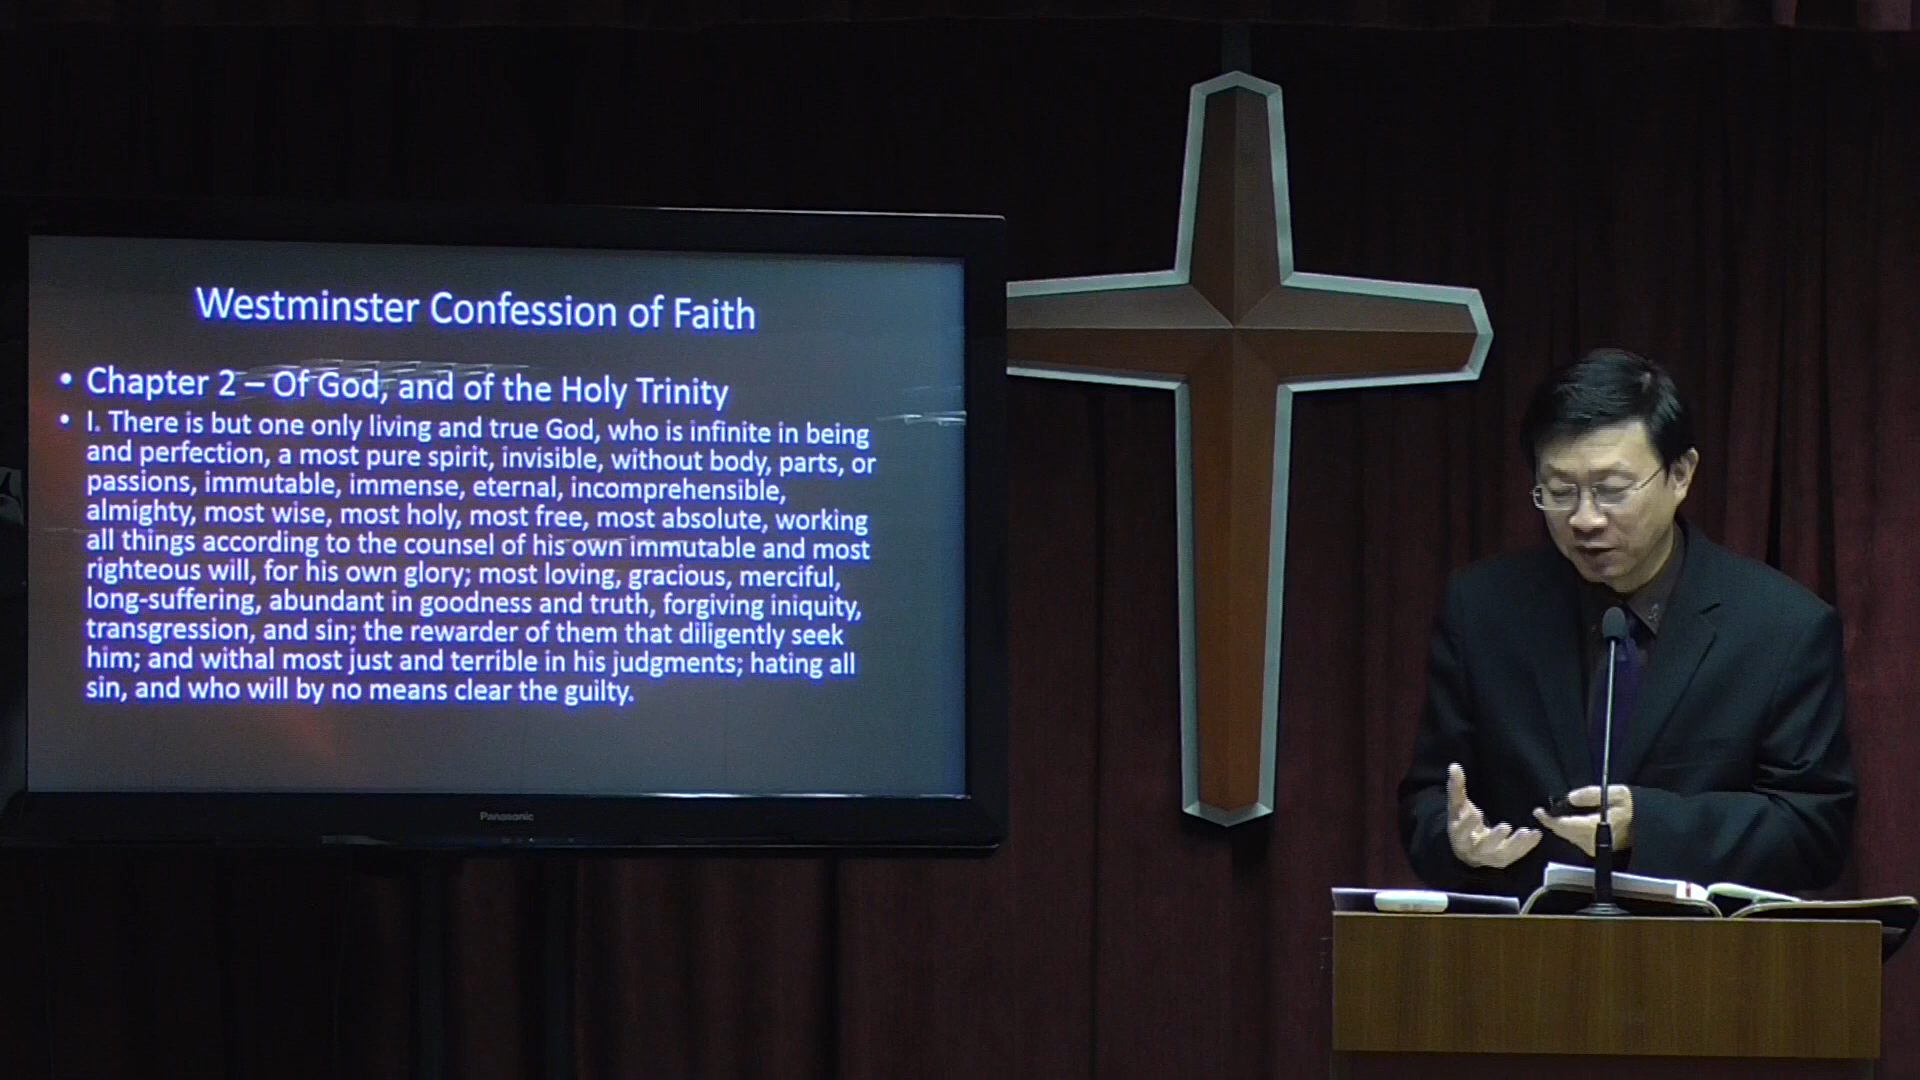 Westminster Confession of Faith
• Chapter 2 – Of God, and of the Holy Trinity
• I. There is but one only living and true God, who is infinite in being
and perfection, a most pure spirit, invisible, without body, parts, or
passions, immutable, immense, eternal, incomprehensible,
almighty, most wise, most holy, most free, most absolute, working
all things according to the counsel of his own immutable and most
righteous will, for his own glory; most loving, gracious, merciful,
long-suffering, abundant in goodness and truth, forgiving iniquity,
transgression, and sin; the rewarder of them that diligently seek
him; and withal most just and terrible in his judgments; hating all
sin, and who will by no means clear the guilty.
Panasonic